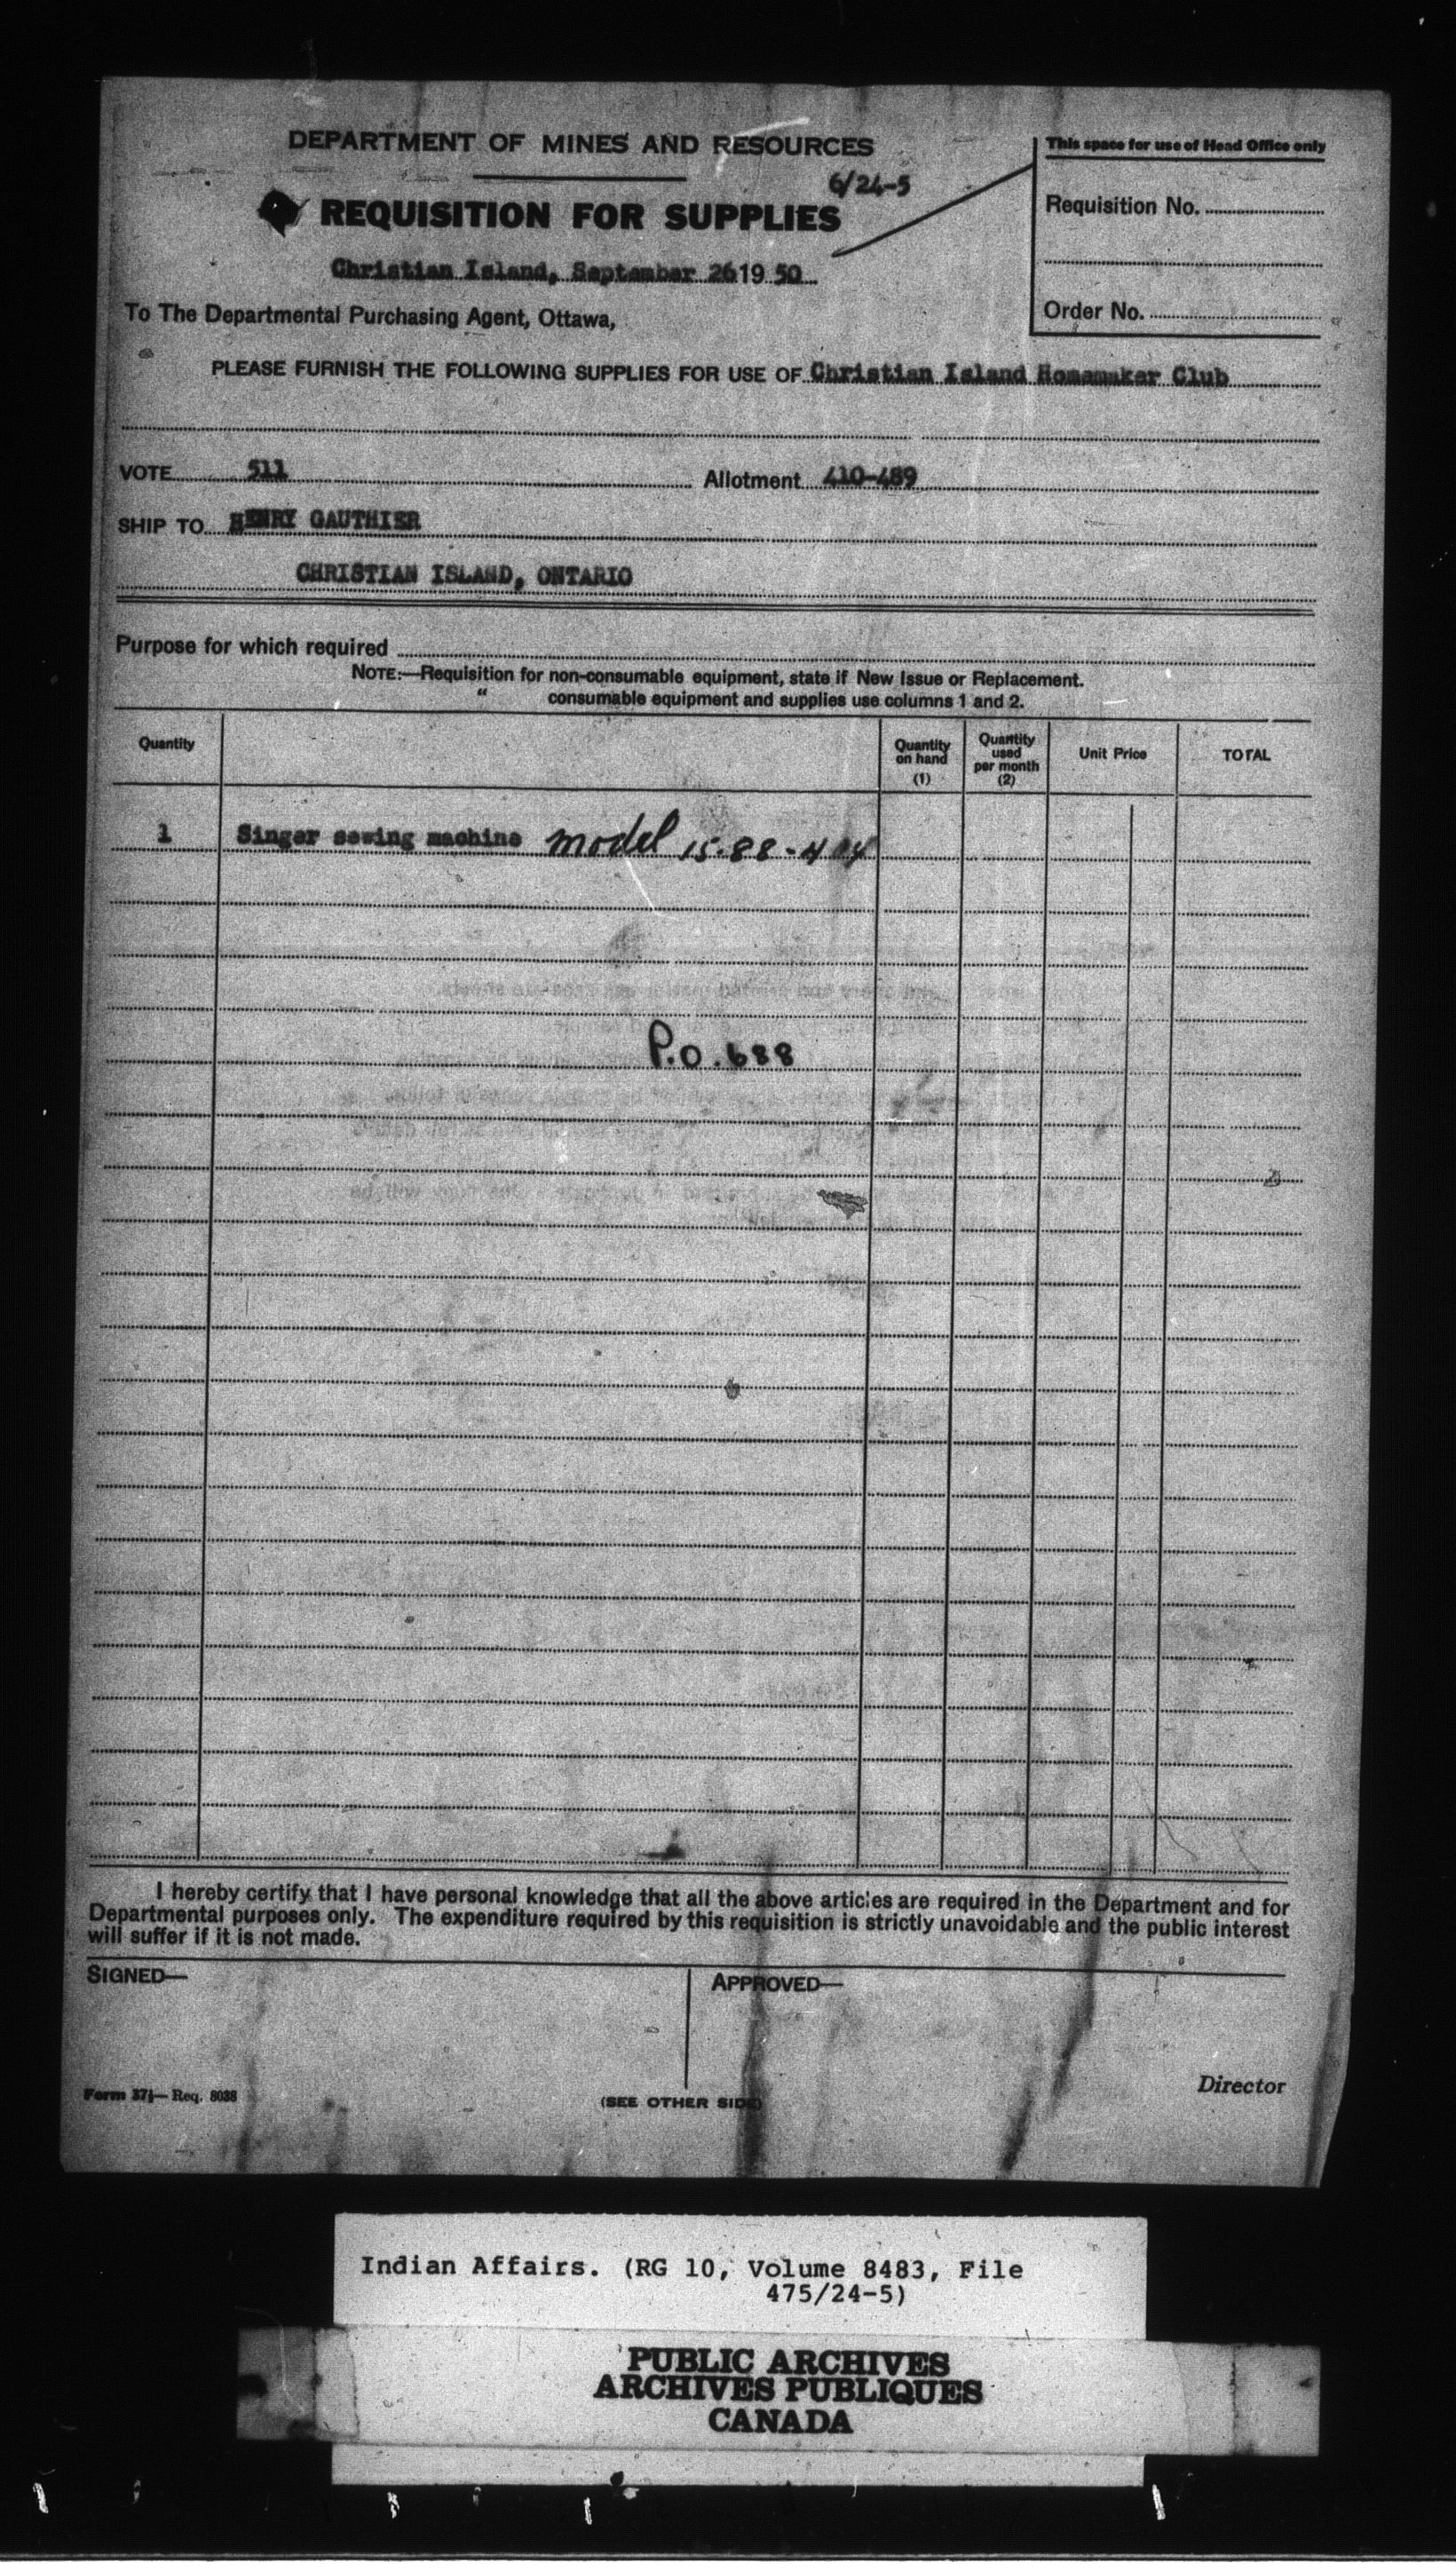 DEPARTMENT OF MINES AND RESOURCES
6/24-5
REQUISITION FOR SUPPLIES
Christian Island, September 26 19 50
This space for use of Head Office only
Requisition No.
Order No.
To The Departmental Purchasing Agent, Ottawa,
PLEASE FURNISH THE FOLLOWING SUPPLIES FOR USE OF Christian Island Homemaker Club
VOTE 511 Allotment 410-489
SHIP TO HENRY GAUTHIER
CHRISTIAN ISLAND, ONTARIO
Purpose for which required
NOTE:—Requisition for non-consumable equipment, state if New Issue or Replacement.
" consumable equipment and supplies use columns 1 and 2.
Quantity Quantity on hand (1) Quantity used per month (2) Unit Price TOTAL
1 Singer sewing machine model 15-88-
P.O. 688
I hereby certify that I have personal knowledge that all the above articles are required in the Department and for
Departmental purposes only. The expenditure required by this requisition is strictly unavoidable and the public interest
will suffer if it is not made.
SIGNED—
APPROVED—
Director
Form 37½—Req. 8038
(SEE OTHER SIDE)
Indian Affairs. (RG 10, Volume 8483, File
475/24-5)
PUBLIC ARCHIVES
ARCHIVES PUBLIQUES
CANADA